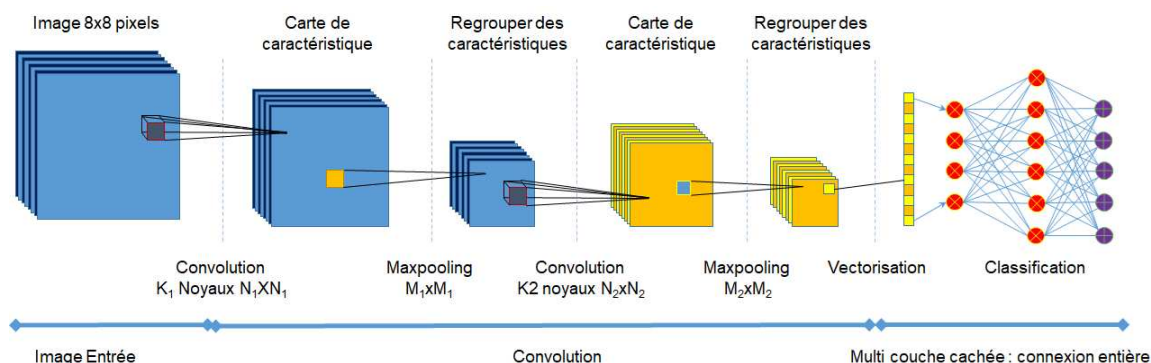 Image 8x8 pixels
Carte de
caractéristique
Regrouper des
caractéristiques
Carte de
caractéristique
Regrouper des
caractéristiques
Convolution
K₁ Noyaux N₁XN₁
Maxpooling
M₁xM₁
Convolution
K2 noyaux N₂xN₂
Maxpooling
M₂xM₂
Vectorisation
Classification
Image Entrée
Convolution
Multi couche cachée : connexion entière